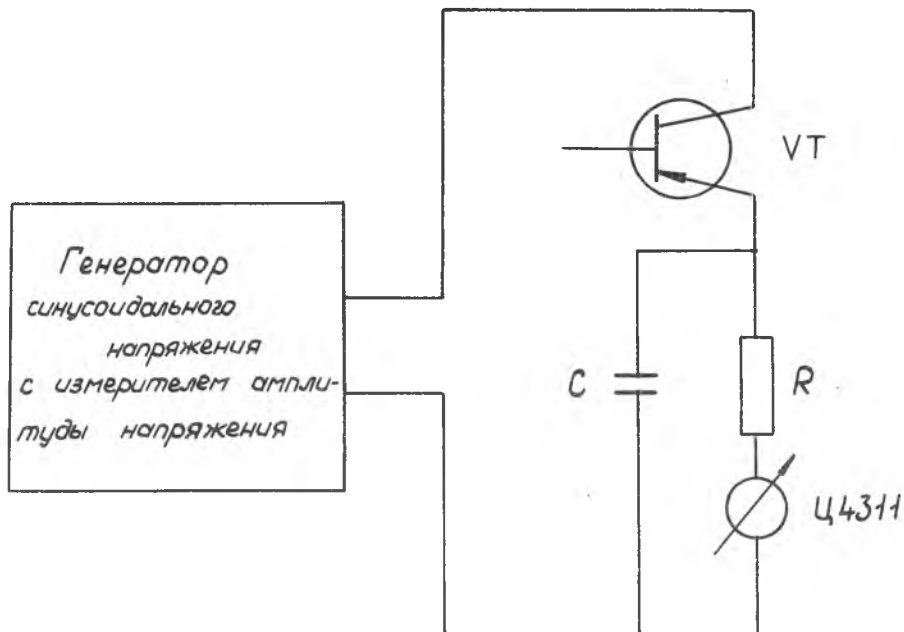 Генератор
синусоидального
напряжения
с измерителем ампли-
туды напряжения
VT
C
R
Ц4311